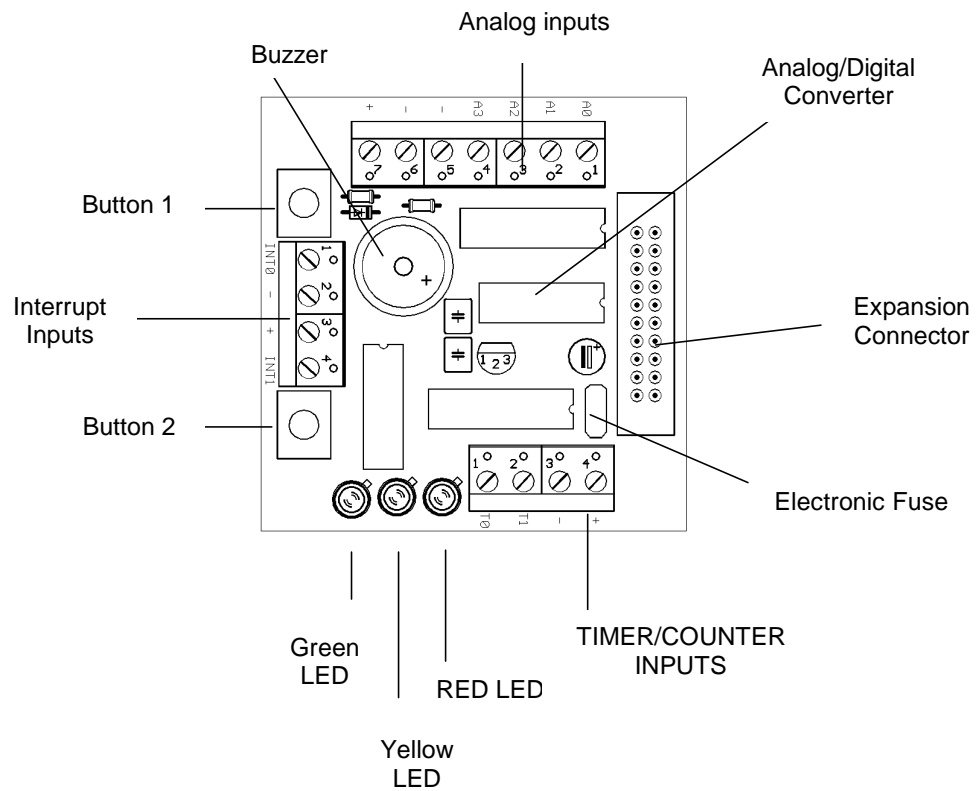 Analog inputs
Buzzer
Analog/Digital
Converter
+ - - A3 A2 A1 A0
7 6 5 4 3 2 1
Button 1
INT0 - + INT1
1 2 3 4
+
Interrupt
Inputs
Expansion
Connector
1 2 3
+
Button 2
1 2 3 4
T0 T1 - +
Electronic Fuse
Green
LED
TIMER/COUNTER
INPUTS
RED LED
Yellow
LED